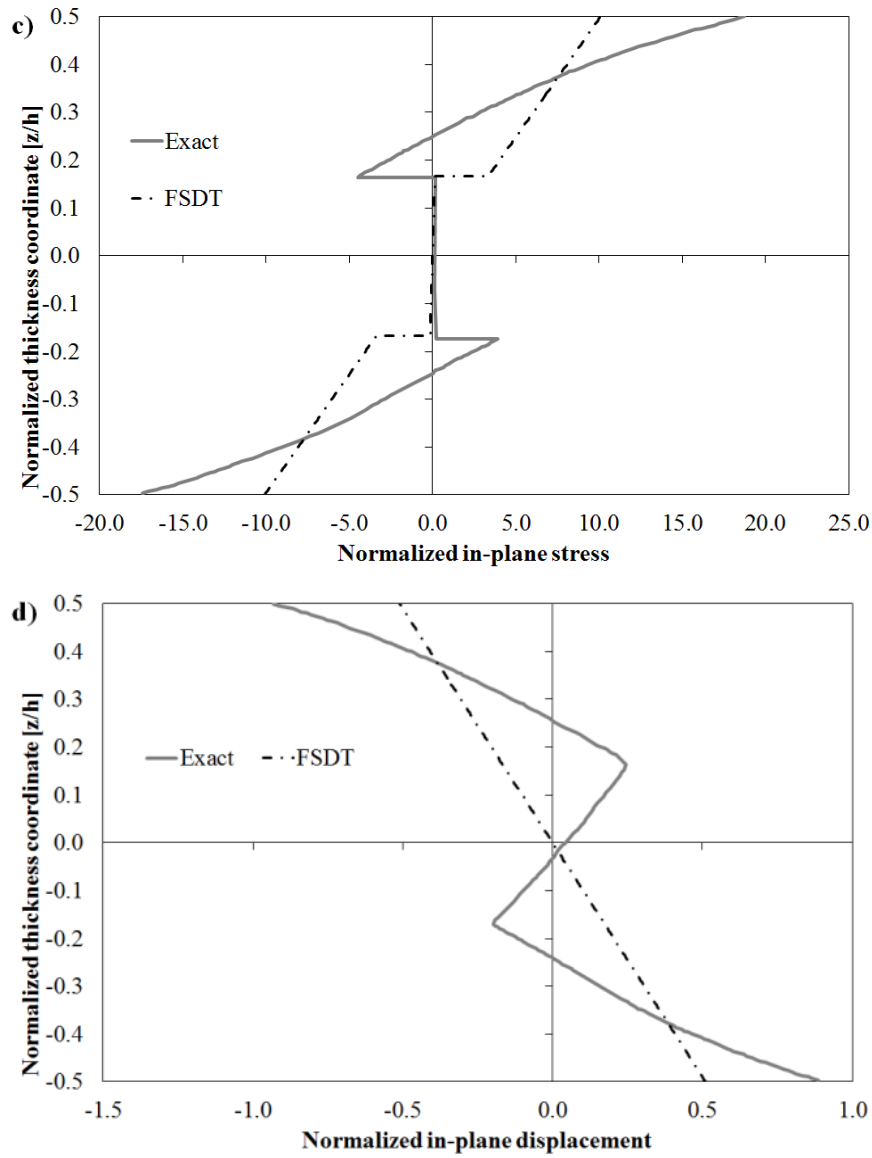 c)
Normalized thickness coordinate [z/h]
0.5
0.4
0.3
0.2
0.1
0.0
-0.1
-0.2
-0.3
-0.4
-0.5
Exact
FSDT
-20.0 -15.0 -10.0 -5.0 0.0 5.0 10.0 15.0 20.0 25.0
Normalized in-plane stress
d)
Normalized thickness coordinate [z/h]
0.5
0.4
0.3
0.2
0.1
0.0
-0.1
-0.2
-0.3
-0.4
-0.5
Exact FSDT
-1.5 -1.0 -0.5 0.0 0.5 1.0
Normalized in-plane displacement